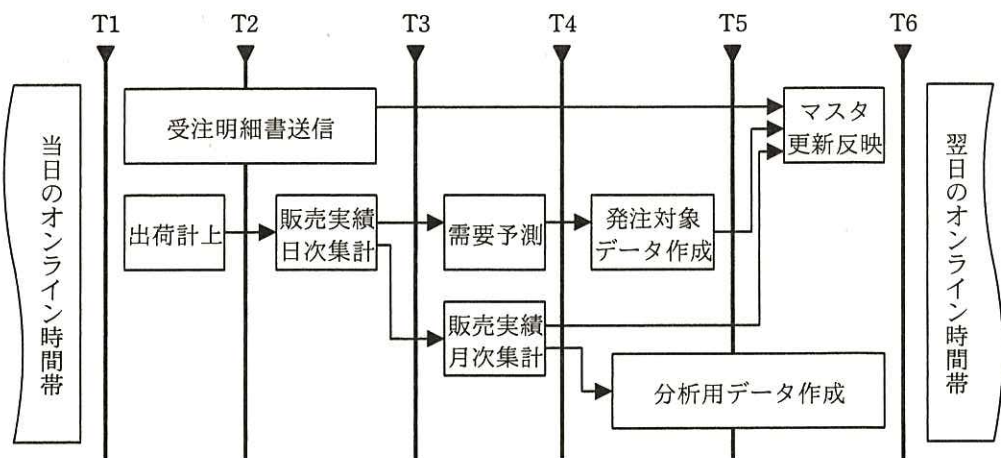 T1
T2
T3
T4
T5
T6
当日のオンライン時間帯
受注明細書送信
マスタ
更新反映
翌日のオンライン時間帯
出荷計上
販売実績
日次集計
需要予測
発注対象
データ作成
販売実績
月次集計
分析用データ作成